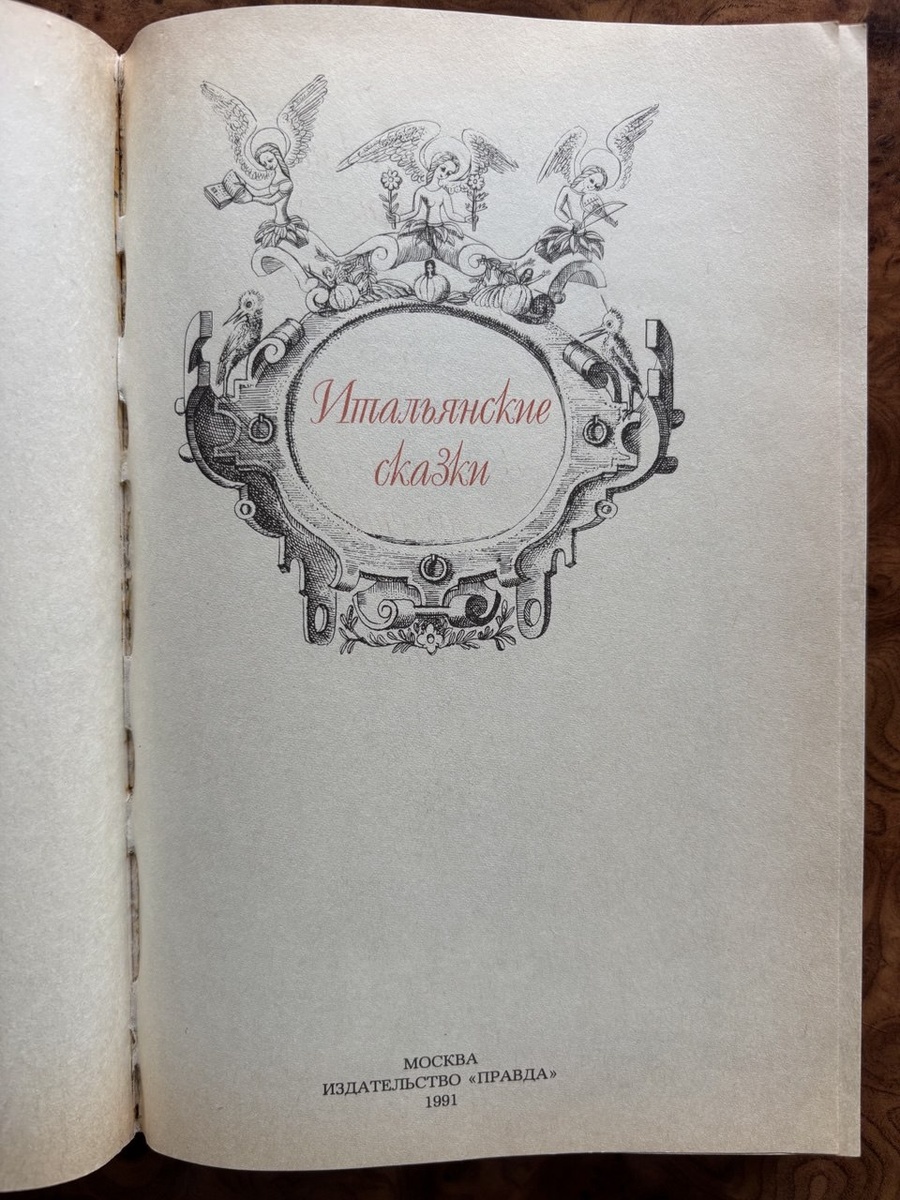 Итальянские
сказки
МОСКВА
ИЗДАТЕЛЬСТВО «ПРАВДА»
1991